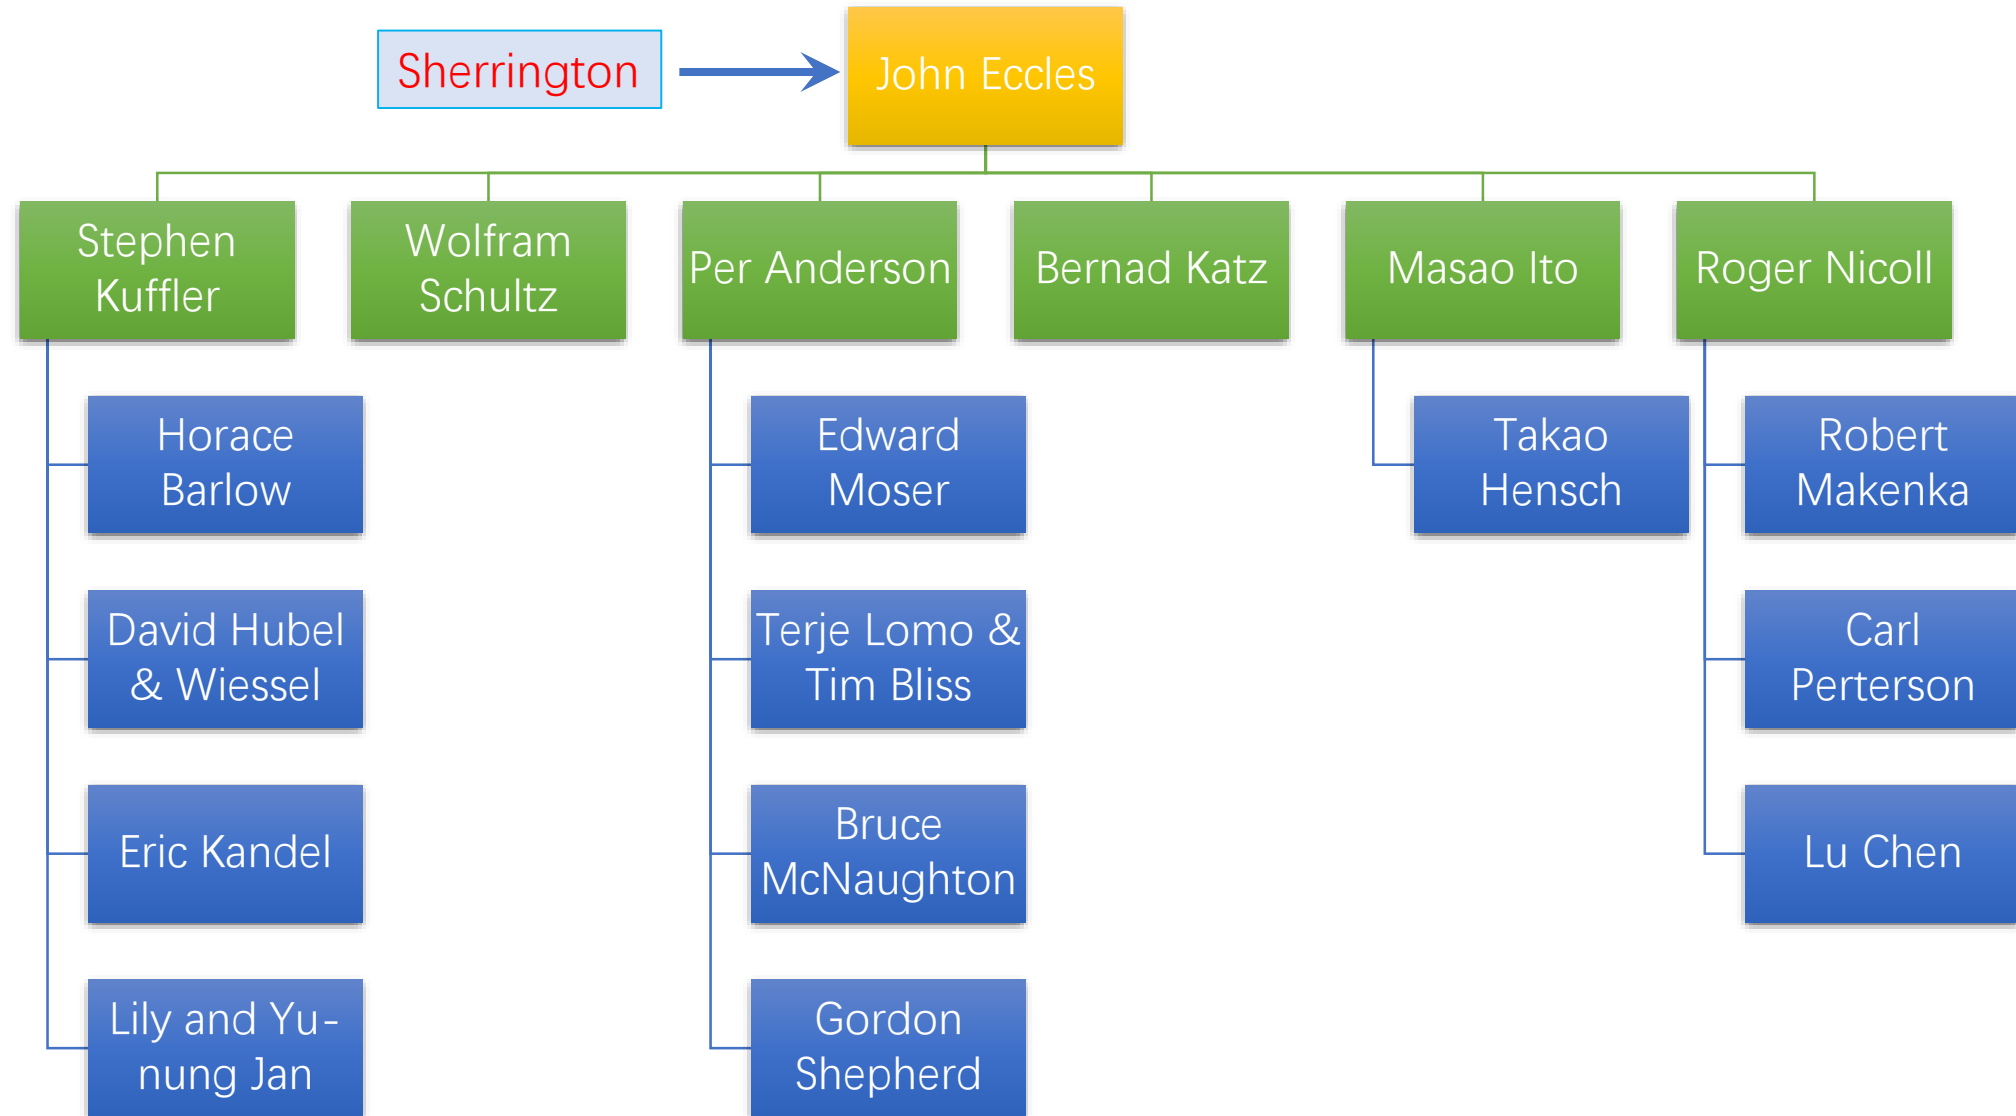 Sherrington
John Eccles
Stephen
Kuffler
Wolfram
Schultz
Per Anderson
Bernad Katz
Masao Ito
Roger Nicoll
Horace
Barlow
Edward
Moser
Takao
Hensch
Robert
Makenka
David Hubel
& Wiessel
Terje Lomo &
Tim Bliss
Carl
Perterson
Eric Kandel
Bruce
McNaughton
Lu Chen
Lily and Yu-
nung Jan
Gordon
Shepherd